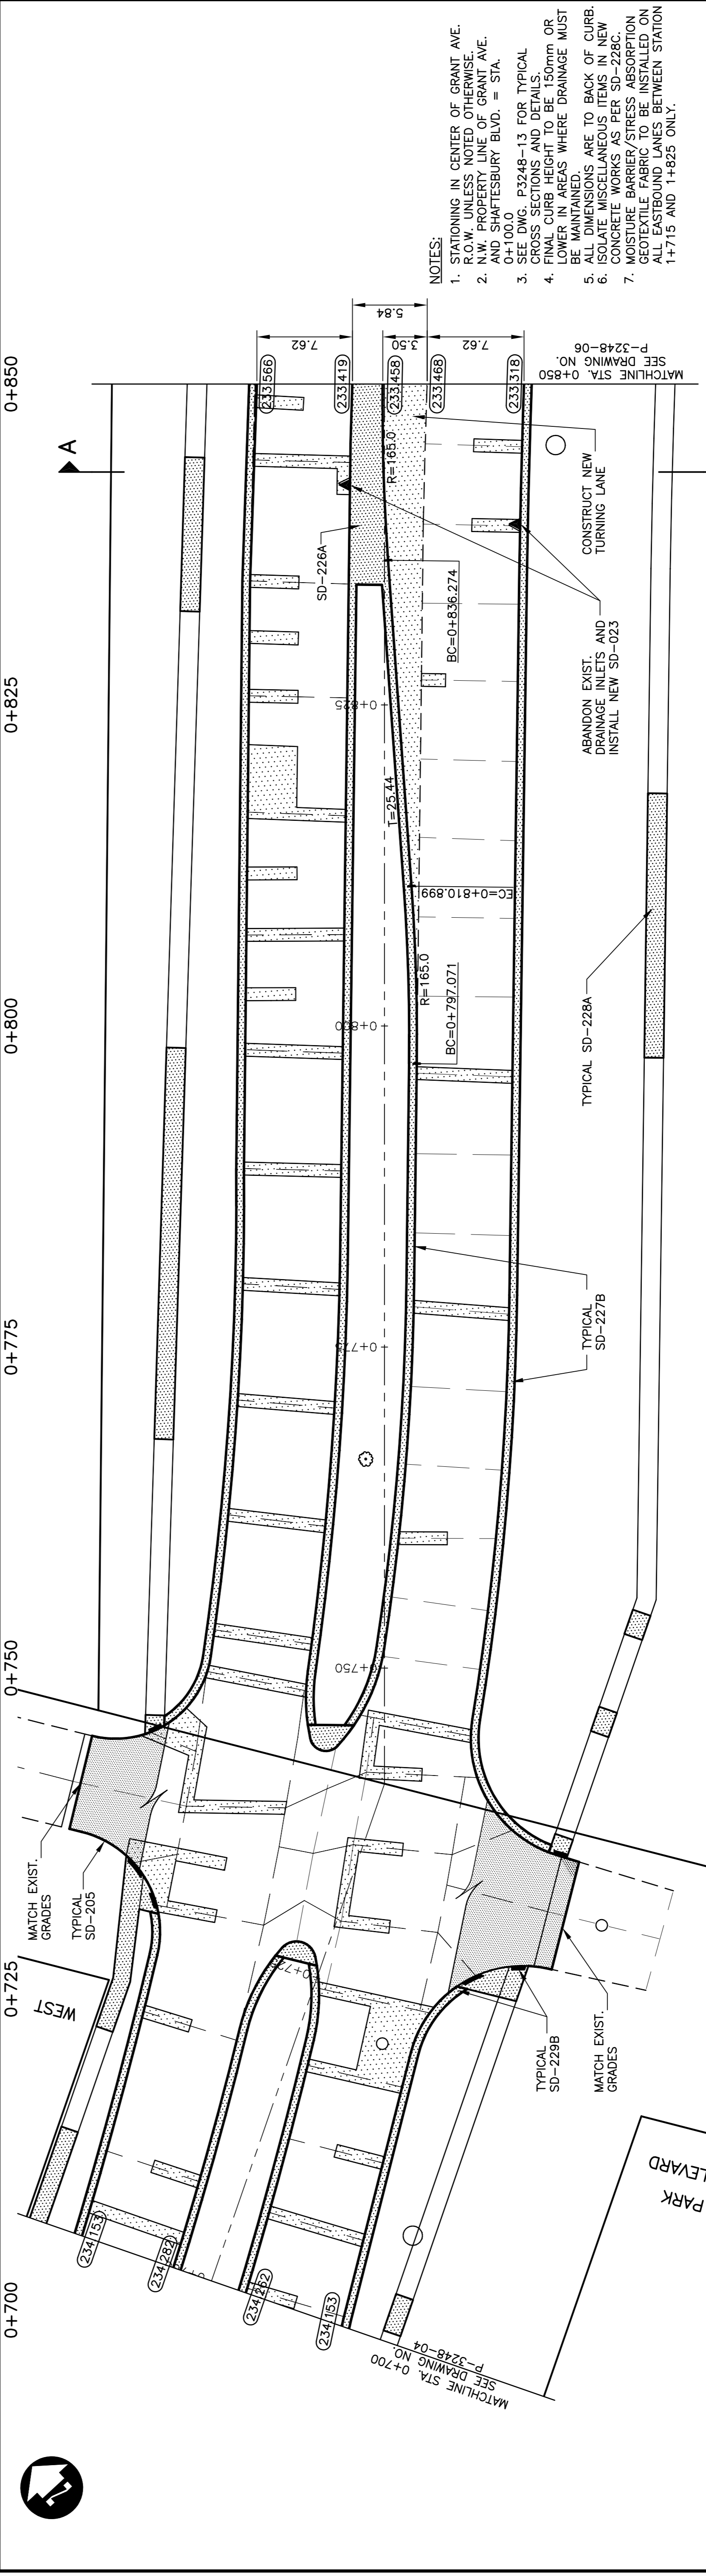 0+700
0+725
0+750
0+775
0+800
0+825
0+850
A
WEST
MATCH EXIST.
GRADES
TYPICAL
SD-205
234.153
234.282
234.262
234.153
MATCHLINE STA. 0+700
SEE DRAWING NO.
P-3248-04
PARK
TYPICAL
SD-229B
MATCH EXIST.
GRADES
0+750
0+775
0+800
0+825
TYPICAL
SD-227B
TYPICAL SD-228A
BC=0+797.071
R=165.0
EC=0+810.899
T=25.44
BC=0+836.274
R=165.0
SD-226A
ABANDON EXIST.
DRAINAGE INLETS AND
INSTALL NEW SD-023
CONSTRUCT NEW
TURNING LANE
233.566
233.419
233.458
233.468
233.318
7.62
5.84
3.50
7.62
MATCHLINE STA. 0+850
SEE DRAWING NO.
P-3248-06
NOTES:
1. STATIONING IN CENTER OF GRANT AVE.
R.O.W. UNLESS NOTED OTHERWISE.
2. N.W. PROPERTY LINE OF GRANT AVE.
AND SHAFTESBURY BLVD. = STA.
0+100.0
3. SEE DWG. P3248-13 FOR TYPICAL
CROSS SECTIONS AND DETAILS.
4. FINAL CURB HEIGHT TO BE 150mm OR
LOWER IN AREAS WHERE DRAINAGE MUST
BE MAINTAINED.
5. ALL DIMENSIONS ARE TO BACK OF CURB.
6. ISOLATE MISCELLANEOUS ITEMS IN NEW
CONCRETE WORKS AS PER SD-228C.
7. MOISTURE BARRIER/STRESS ABSORPTION
GEOTEXTILE FABRIC TO BE INSTALLED ON
ALL EASTBOUND LANES BETWEEN STATION
1+715 AND 1+825 ONLY.